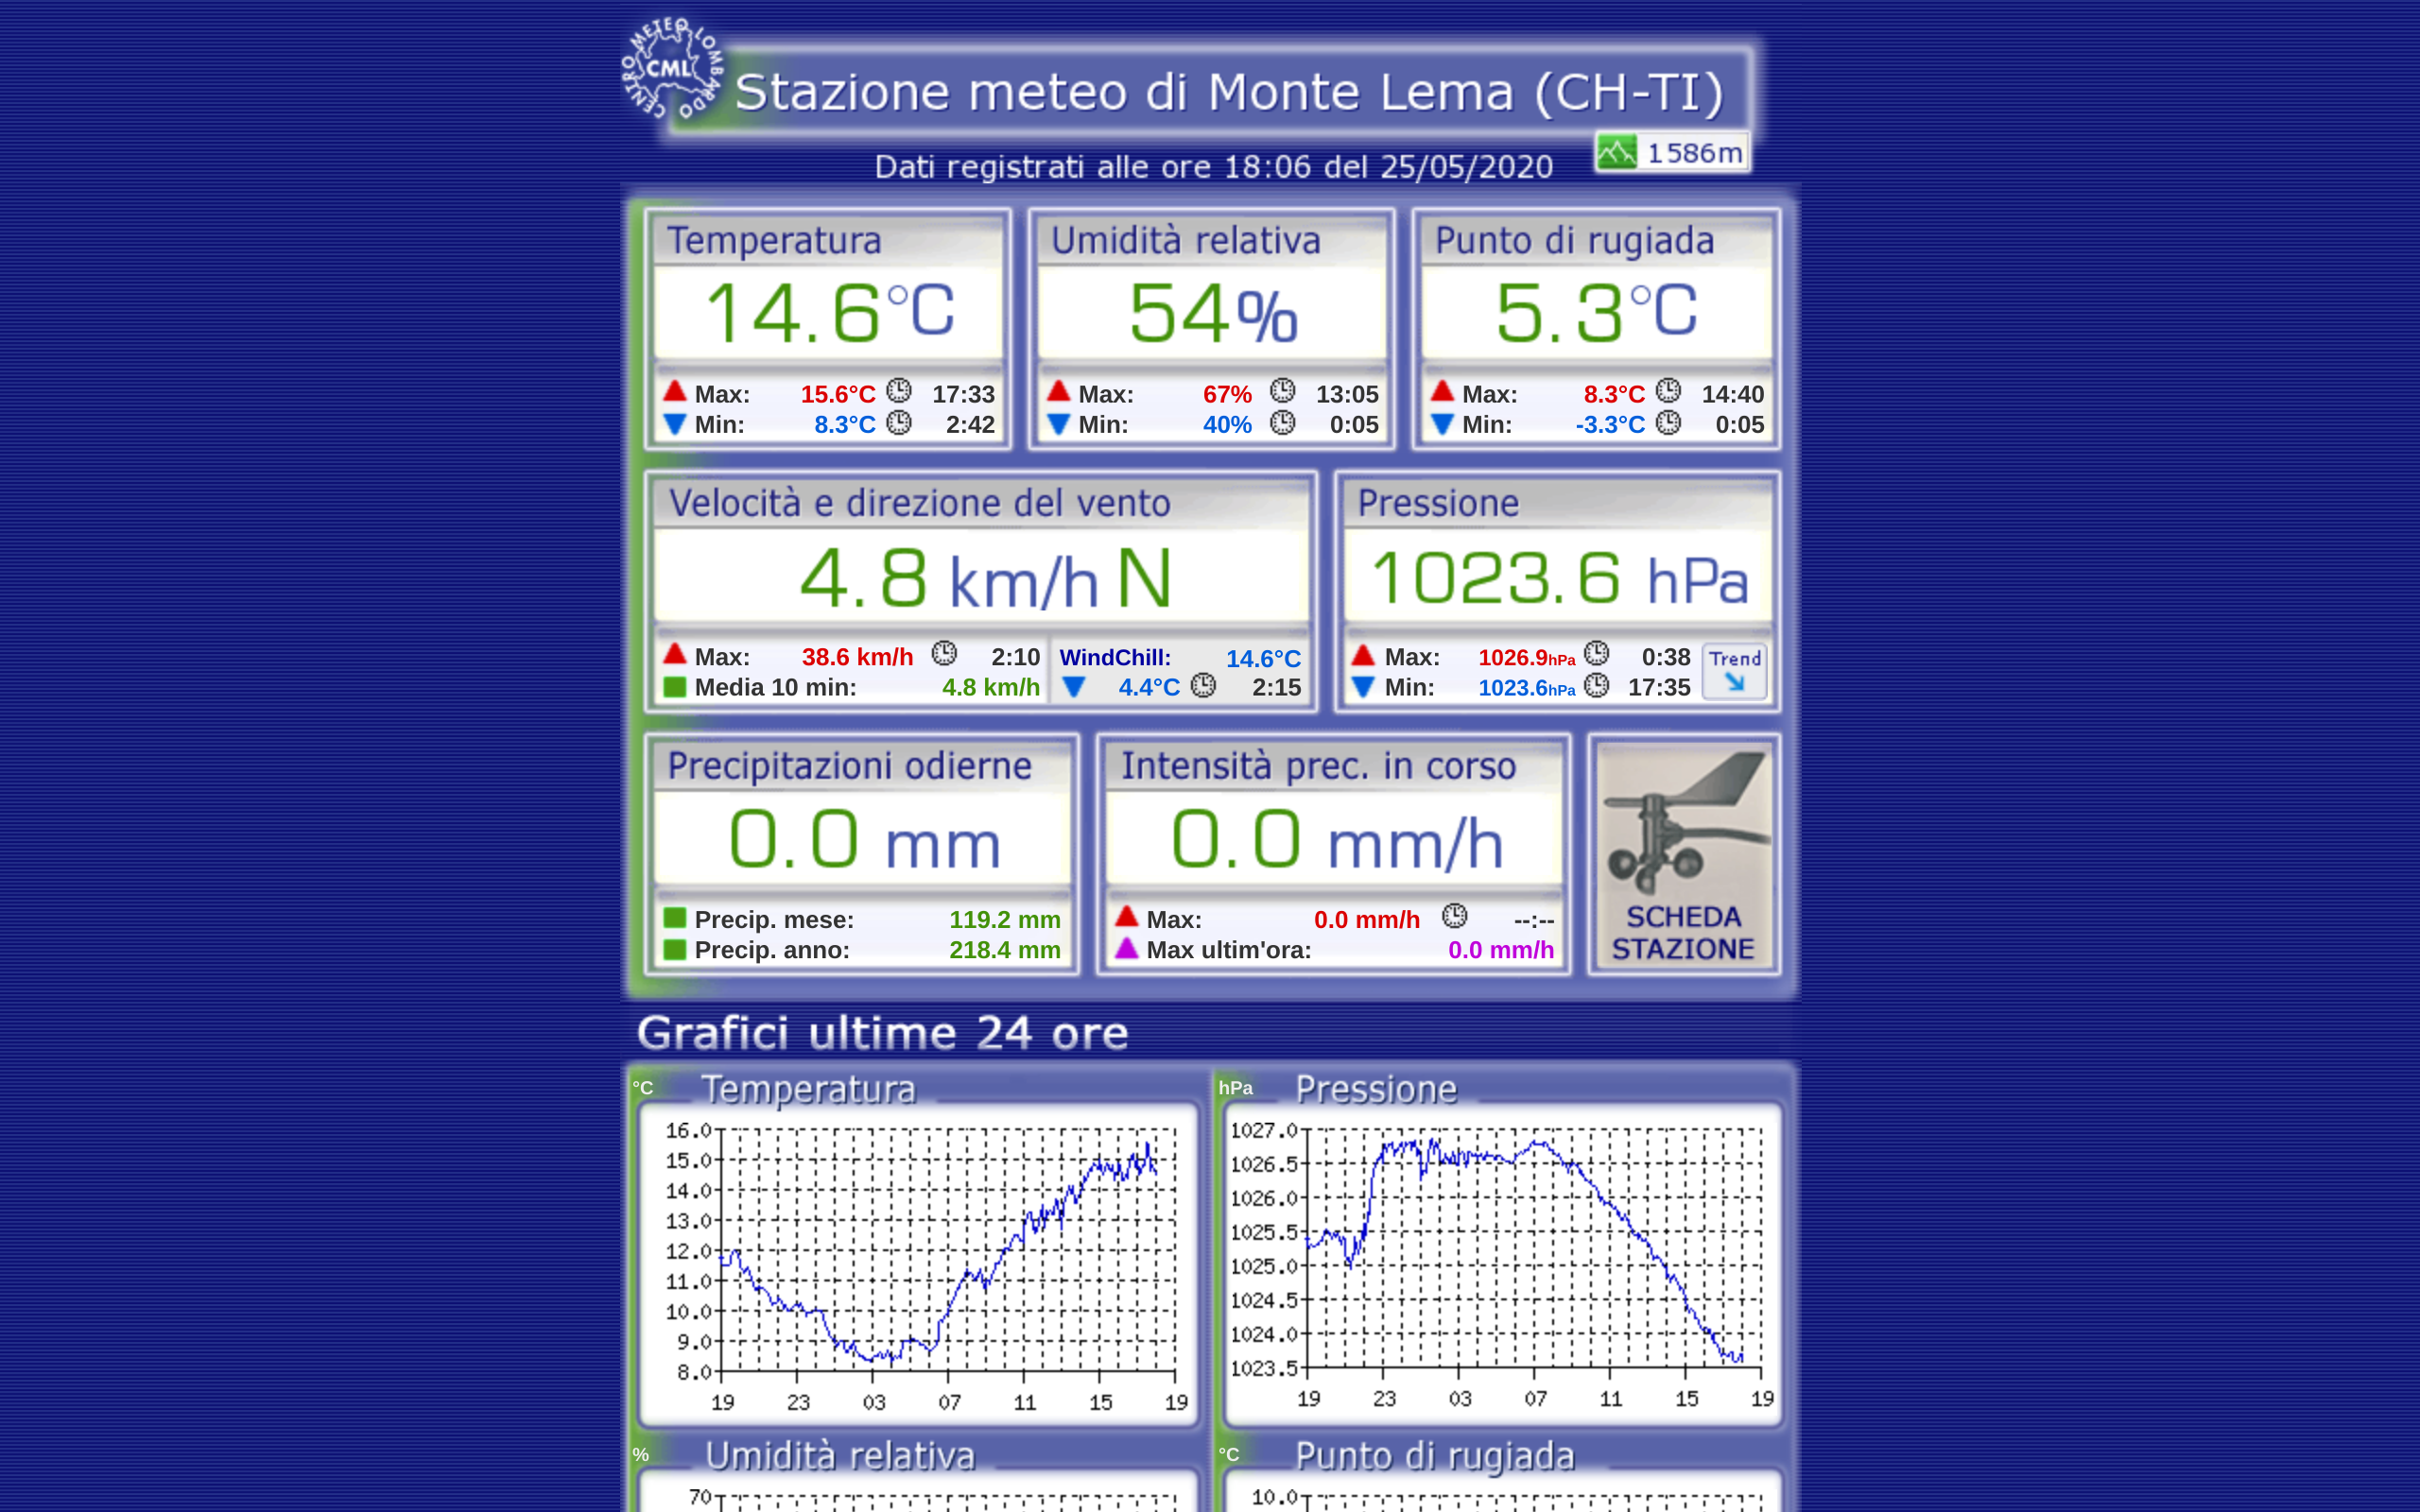 CENTRO METEO LOMBARDO
CML
Stazione meteo di Monte Lema (CH-TI)
1586m
Dati registrati alle ore 18:06 del 25/05/2020
Temperatura
14.6°C
Max: 15.6°C 17:33
Min: 8.3°C 2:42
Umidità relativa
54%
Max: 67% 13:05
Min: 40% 0:05
Punto di rugiada
5.3°C
Max: 8.3°C 14:40
Min: -3.3°C 0:05
Velocità e direzione del vento
4.8 km/h N
Max: 38.6 km/h 2:10
Media 10 min: 4.8 km/h
WindChill: 14.6°C
4.4°C 2:15
Pressione
1023.6 hPa
Max: 1026.9hPa 0:38
Min: 1023.6hPa 17:35
Trend
Precipitazioni odierne
0.0 mm
Precip. mese: 119.2 mm
Precip. anno: 218.4 mm
Intensità prec. in corso
0.0 mm/h
Max: 0.0 mm/h --:--
Max ultim'ora: 0.0 mm/h
SCHEDA
STAZIONE
Grafici ultime 24 ore
°C Temperatura
16.0
15.0
14.0
13.0
12.0
11.0
10.0
9.0
8.0
19 23 03 07 11 15 19
hPa Pressione
1027.0
1026.5
1026.0
1025.5
1025.0
1024.5
1024.0
1023.5
19 23 03 07 11 15 19
% Umidità relativa
70
°C Punto di rugiada
10.0